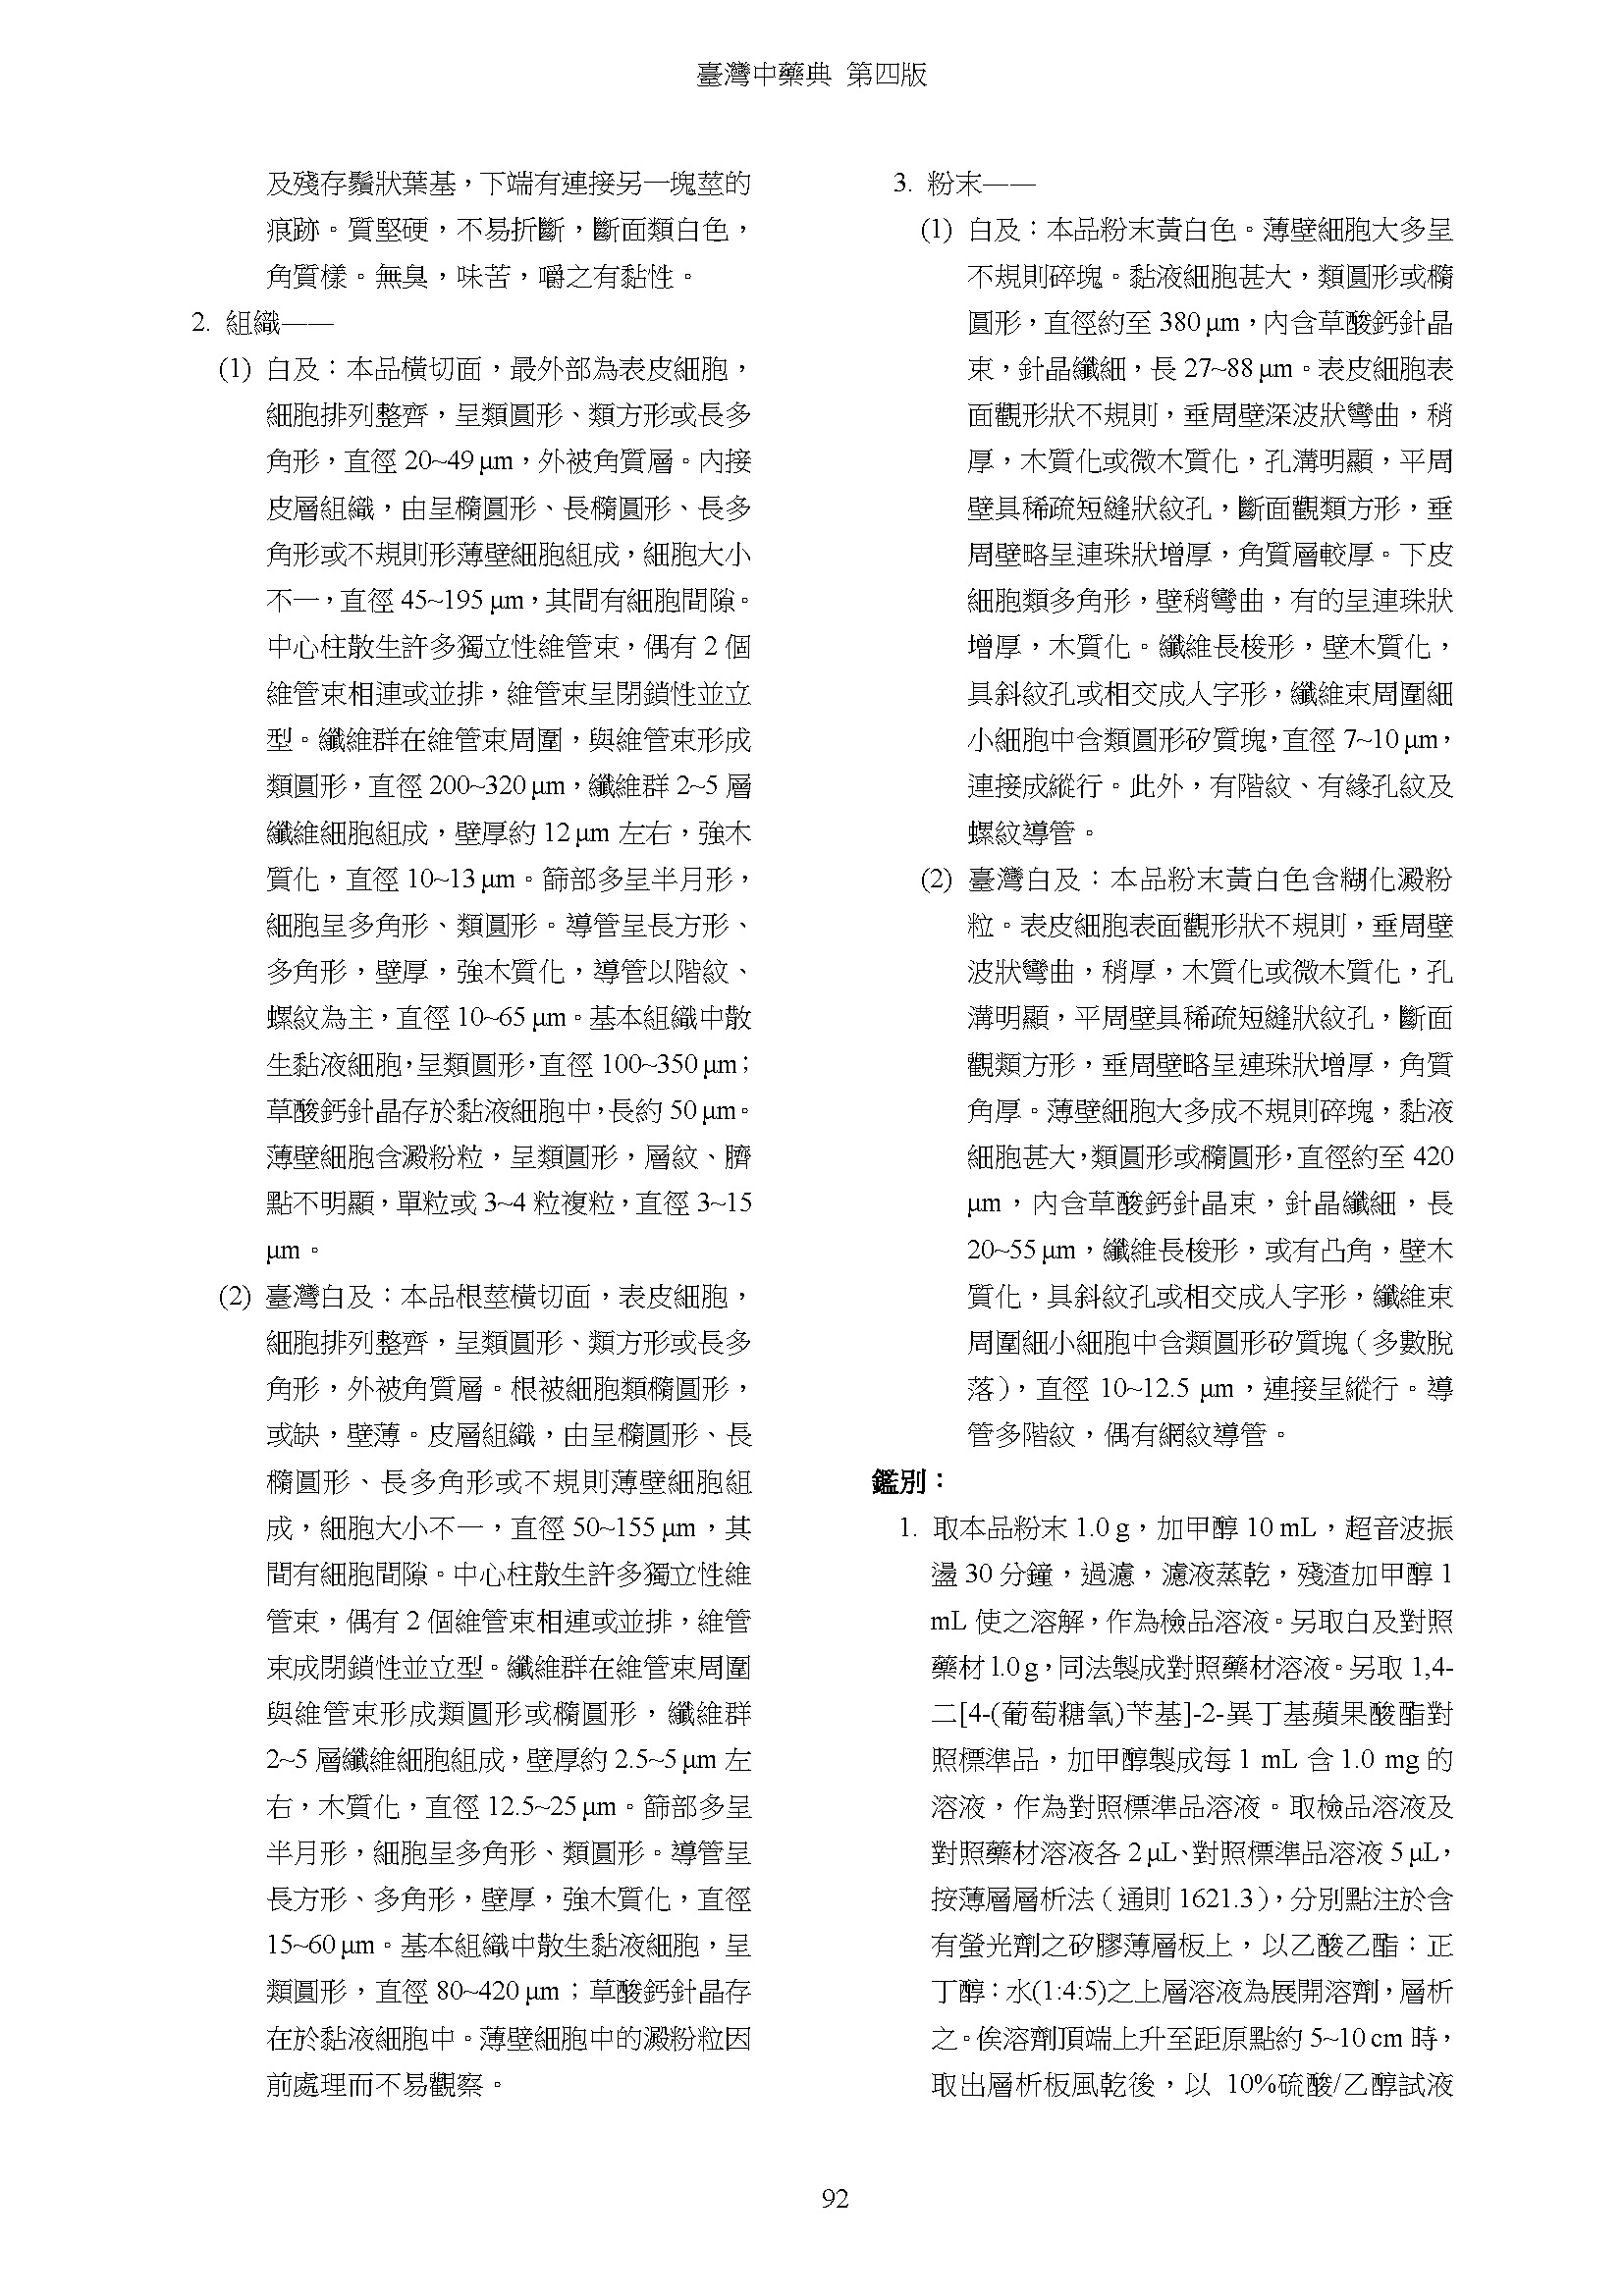 臺灣中藥典 第四版
及殘存鬚狀葉基，下端有連接另一塊莖的
痕跡。質堅硬，不易折斷，斷面類白色，
角質樣。無臭，味苦，嚼之有黏性。
2. 組織——
(1) 白及：本品橫切面，最外部為表皮細胞，
細胞排列整齊，呈類圓形、類方形或長多
角形，直徑 20~49 μm，外被角質層。內接
皮層組織，由呈橢圓形、長橢圓形、長多
角形或不規則形薄壁細胞組成，細胞大小
不一，直徑 45~195 μm，其間有細胞間隙。
中心柱散生許多獨立性維管束，偶有 2 個
維管束相連或並排，維管束呈閉鎖性並立
型。纖維群在維管束周圍，與維管束形成
類圓形，直徑 200~320 μm，纖維群 2~5 層
纖維細胞組成，壁厚約 12 μm 左右，強木
質化，直徑 10~13 μm。篩部多呈半月形，
細胞呈多角形、類圓形。導管呈長方形、
多角形，壁厚，強木質化，導管以階紋、
螺紋為主，直徑 10~65 μm。基本組織中散
生黏液細胞，呈類圓形，直徑 100~350 μm；
草酸鈣針晶存於黏液細胞中，長約 50 μm。
薄壁細胞含澱粉粒，呈類圓形，層紋、臍
點不明顯，單粒或 3~4 粒複粒，直徑 3~15
μm。
(2) 臺灣白及：本品根莖橫切面，表皮細胞，
細胞排列整齊，呈類圓形、類方形或長多
角形，外被角質層。根被細胞類橢圓形，
或缺，壁薄。皮層組織，由呈橢圓形、長
橢圓形、長多角形或不規則薄壁細胞組
成，細胞大小不一，直徑 50~155 μm，其
間有細胞間隙。中心柱散生許多獨立性維
管束，偶有 2 個維管束相連或並排，維管
束成閉鎖性並立型。纖維群在維管束周圍
與維管束形成類圓形或橢圓形，纖維群
2~5 層纖維細胞組成，壁厚約 2.5~5 μm 左
右，木質化，直徑 12.5~25 μm。篩部多呈
半月形，細胞呈多角形、類圓形。導管呈
長方形、多角形，壁厚，強木質化，直徑
15~60 μm。基本組織中散生黏液細胞，呈
類圓形，直徑 80~420 μm；草酸鈣針晶存
在於黏液細胞中。薄壁細胞中的澱粉粒因
前處理而不易觀察。
3. 粉末——
(1) 白及：本品粉末黃白色。薄壁細胞大多呈
不規則碎塊。黏液細胞甚大，類圓形或橢
圓形，直徑約至 380 μm，內含草酸鈣針晶
束，針晶纖細，長 27~88 μm。表皮細胞表
面觀形狀不規則，垂周壁深波狀彎曲，稍
厚，木質化或微木質化，孔溝明顯，平周
壁具稀疏短縫狀紋孔，斷面觀類方形，垂
周壁略呈連珠狀增厚，角質層較厚。下皮
細胞類多角形，壁稍彎曲，有的呈連珠狀
增厚，木質化。纖維長梭形，壁木質化，
具斜紋孔或相交成人字形，纖維束周圍細
小細胞中含類圓形矽質塊，直徑 7~10 μm，
連接成縱行。此外，有階紋、有緣孔紋及
螺紋導管。
(2) 臺灣白及：本品粉末黃白色含糊化澱粉
粒。表皮細胞表面觀形狀不規則，垂周壁
波狀彎曲，稍厚，木質化或微木質化，孔
溝明顯，平周壁具稀疏短縫狀紋孔，斷面
觀類方形，垂周壁略呈連珠狀增厚，角質
角厚。薄壁細胞大多成不規則碎塊，黏液
細胞甚大，類圓形或橢圓形，直徑約至 420
μm，內含草酸鈣針晶束，針晶纖細，長
20~55 μm，纖維長梭形，或有凸角，壁木
質化，具斜紋孔或相交成人字形，纖維束
周圍細小細胞中含類圓形矽質塊（多數脫
落），直徑 10~12.5 μm，連接呈縱行。導
管多階紋，偶有網紋導管。
鑑別：
1. 取本品粉末 1.0 g，加甲醇 10 mL，超音波振
盪 30 分鐘，過濾，濾液蒸乾，殘渣加甲醇 1
mL 使之溶解，作為檢品溶液。另取白及對照
藥材 1.0 g，同法製成對照藥材溶液。另取 1,4-
二[4-(葡萄糖氧)苄基]-2-異丁基蘋果酸酯對
照標準品，加甲醇製成每 1 mL 含 1.0 mg 的
溶液，作為對照標準品溶液。取檢品溶液及
對照藥材溶液各 2 μL、對照標準品溶液 5 μL，
按薄層層析法（通則 1621.3），分別點注於含
有螢光劑之矽膠薄層板上，以乙酸乙酯：正
丁醇：水(1:4:5)之上層溶液為展開溶劑，層析
之。俟溶劑頂端上升至距原點約 5~10 cm 時，
取出層析板風乾後，以 10%硫酸/乙醇試液
92